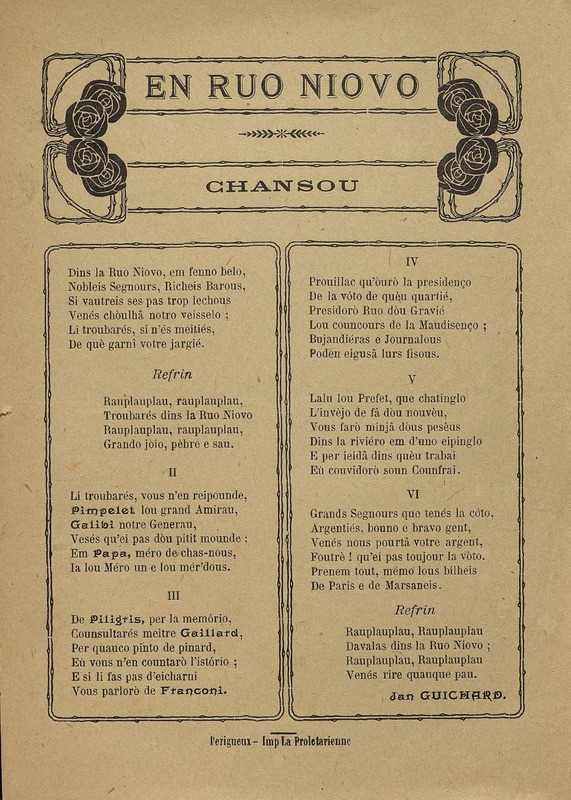 EN RUO NIOVO
CHANSOU
Dins la Ruo Niovo, em fenno belo,
Nobleis Segnours, Richeis Barous,
Si vautreis ses pas trop lechous
Venés chòulhâ notro veisselo ;
Li troubarés, si n'és meitiés,
De què garni votre jargié.
Refrin
Rauplauplau, rauplauplau,
Troubarés dins la Ruo Niovo
Rauplauplau, rauplauplau,
Grando jòio, pèbre e sau.
II
Li troubarés, vous n'en reipounde,
Pimpelet lou grand Amirau,
Galibi notre Generau,
Vesés qu'ei pas dòu pitit mounde :
Em Papa, méro de chas-nous,
Ia lou Méro un e lou mér'dous.
III
De Piligris, per la memório,
Counsultarés meitre Gaillard,
Per quauco pinto de pinard,
Eù vous n'en countarò l'istório ;
E si li fas pas d'eicharni
Vous parlorò de Franconi.
IV
Prouillac qu'òurò la presidenço
De la vóto de quèu quartié,
Presidorò Ruo dòu Gravié
Lou councours de la Maudisenço ;
Bujandiéras e Journalous
Poden eigusâ lurs fisous.
V
Lalu lou Prefet, que chatinglo
L'invèjo de fâ dòu nouvèu,
Vous farò minjâ dòus pesèus
Dins la riviéro em d'uno eipinglo
E per ieidâ dins quèu trabai
Eù couvidorò soun Counfrai.
VI
Grands Segnours que tenés la còto,
Argentiés, bouno e bravo gent,
Venés nous pourtâ votre argent,
Foutrè ! qu'ei pas toujour la vòto.
Prenem tout, mémo lous bilheis
De Paris e de Marsaneis.
Refrin
Rauplauplau, Rauplauplau
Davalas dins la Ruo Niovo ;
Rauplauplau, Rauplauplau
Venés rire quauque pau.
Jan GUICHARD.
Perigueux - Imp La Proletarienne